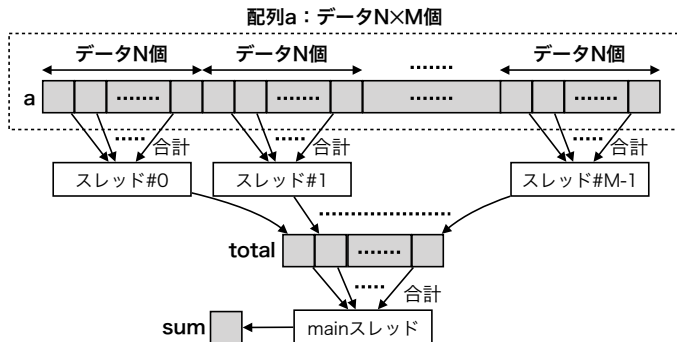 配列a：データN×M個
データN個 データN個 ······· データN個
a ······· ······· ······· ·······
····· 合計 ····· 合計 ····· 合計
スレッド#0 スレッド#1 スレッド#M-1
·····················
total ·······
····· 合計
sum mainスレッド